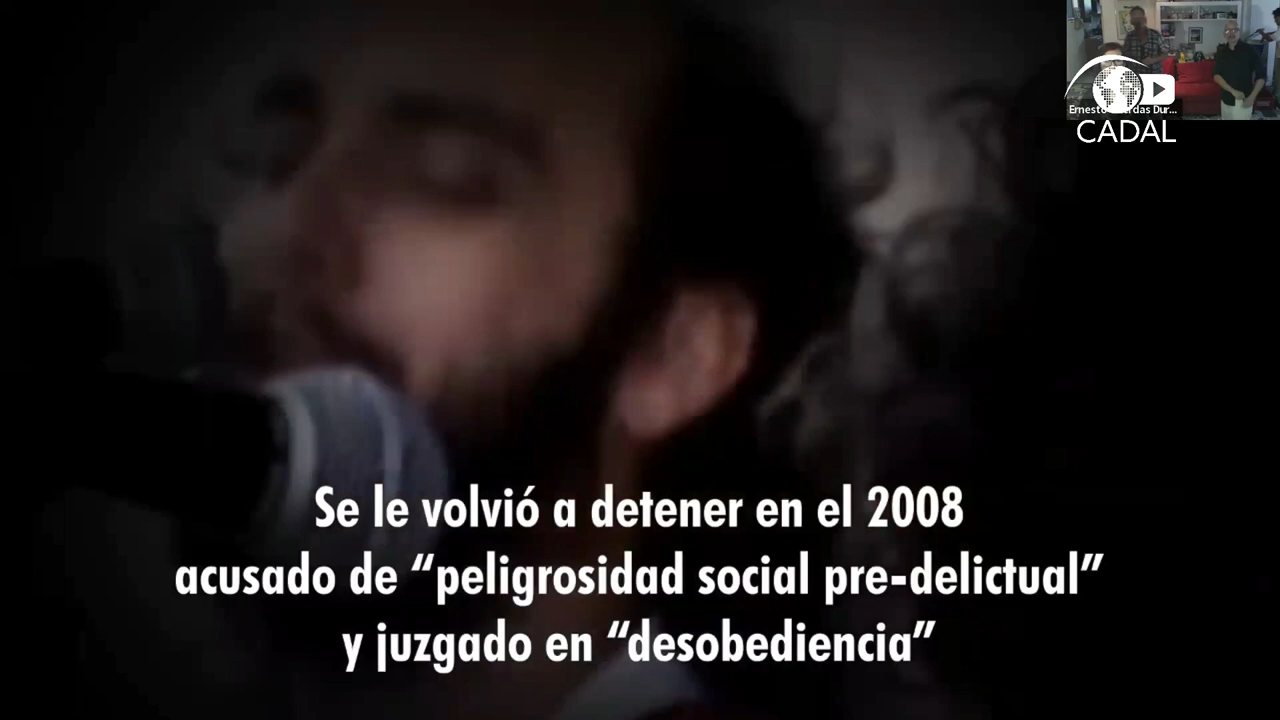 CADAL
Se le volvió a detener en el 2008
acusado de “peligrosidad social pre-delictual”
y juzgado en “desobediencia”